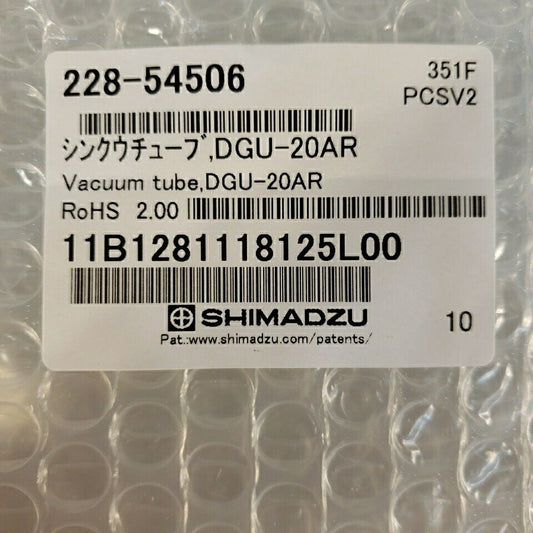 228-54506
351F
PCSV2
シンクウチューブ,DGU-20AR
Vacuum tube,DGU-20AR
RoHS 2.00
11B1281118125L00
SHIMADZU
10
Pat.:www.shimadzu.com/patents/